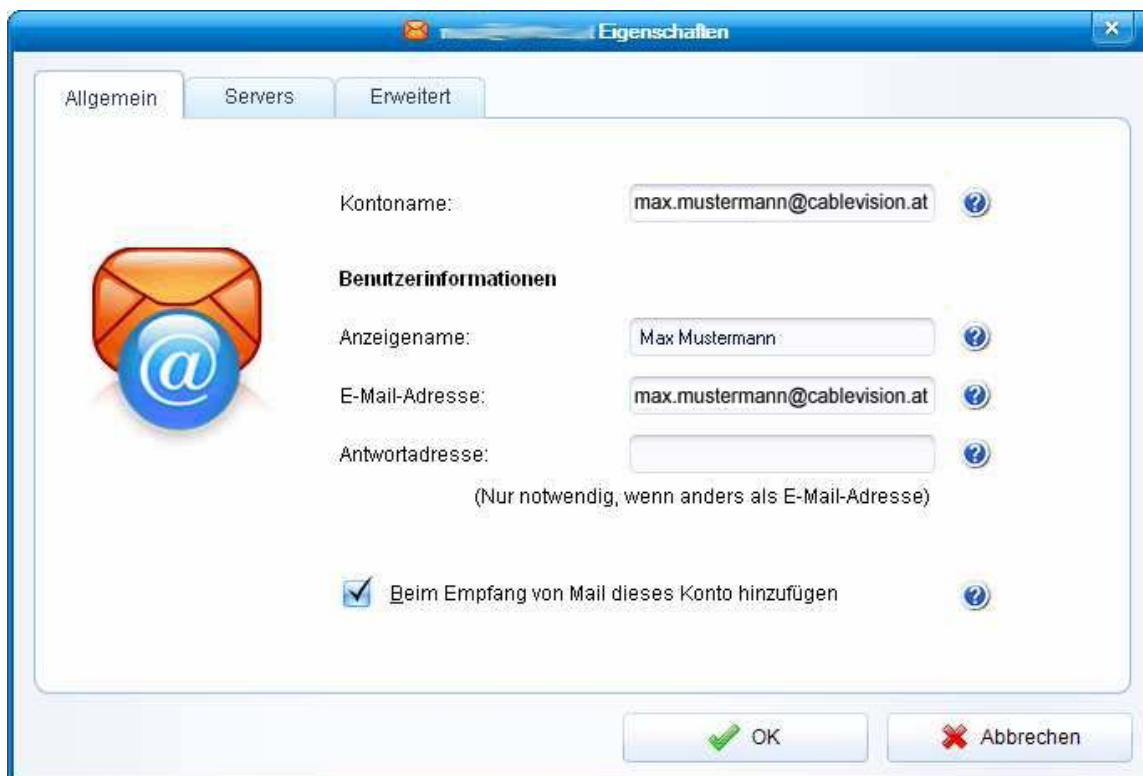 Eigenschaften
Allgemein Servers Erweitert
Kontoname: max.mustermann@cablevision.at
Benutzerinformationen
Anzeigename: Max Mustermann
E-Mail-Adresse: max.mustermann@cablevision.at
Antwortadresse:
(Nur notwendig, wenn anders als E-Mail-Adresse)
Beim Empfang von Mail dieses Konto hinzufügen
OK Abbrechen